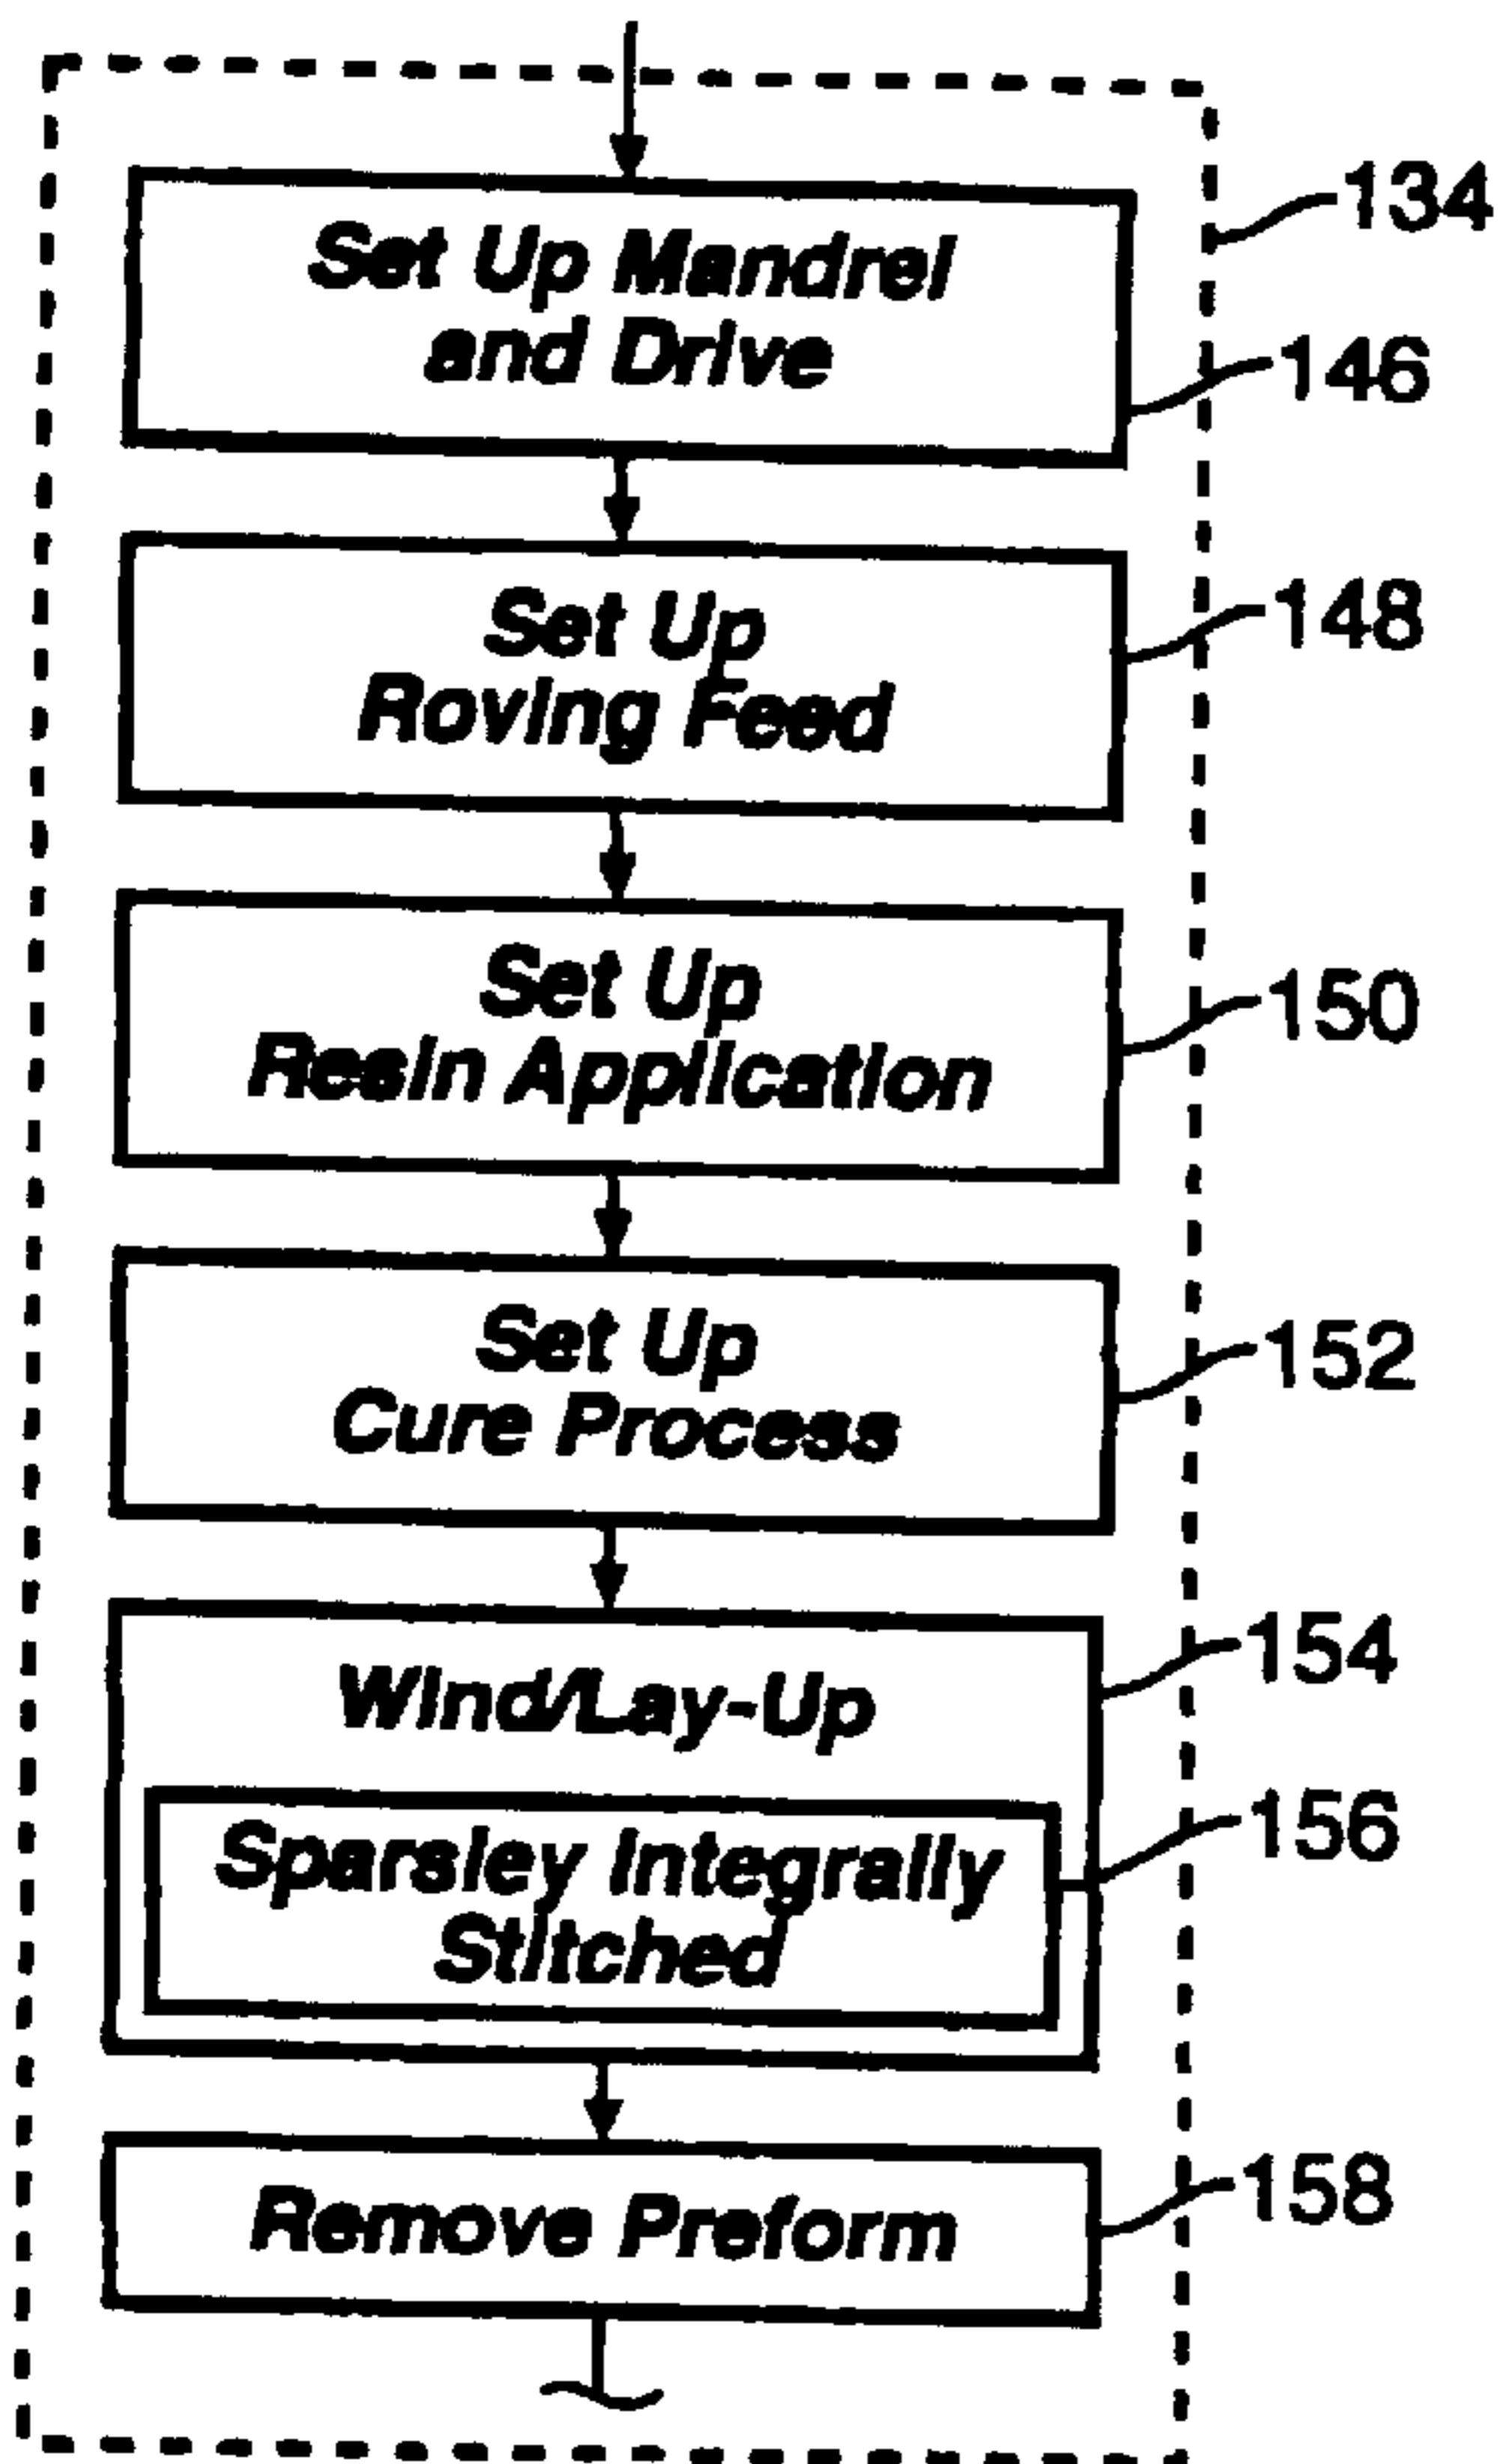 134
Set Up Mandrel
and Drive
146
Set Up
Roving Feed
148
Set Up
Resin Application
150
Set Up
Cure Process
152
Wind/Lay-Up
154
Sparsley Integrally
Stitched
156
Remove Preform
158